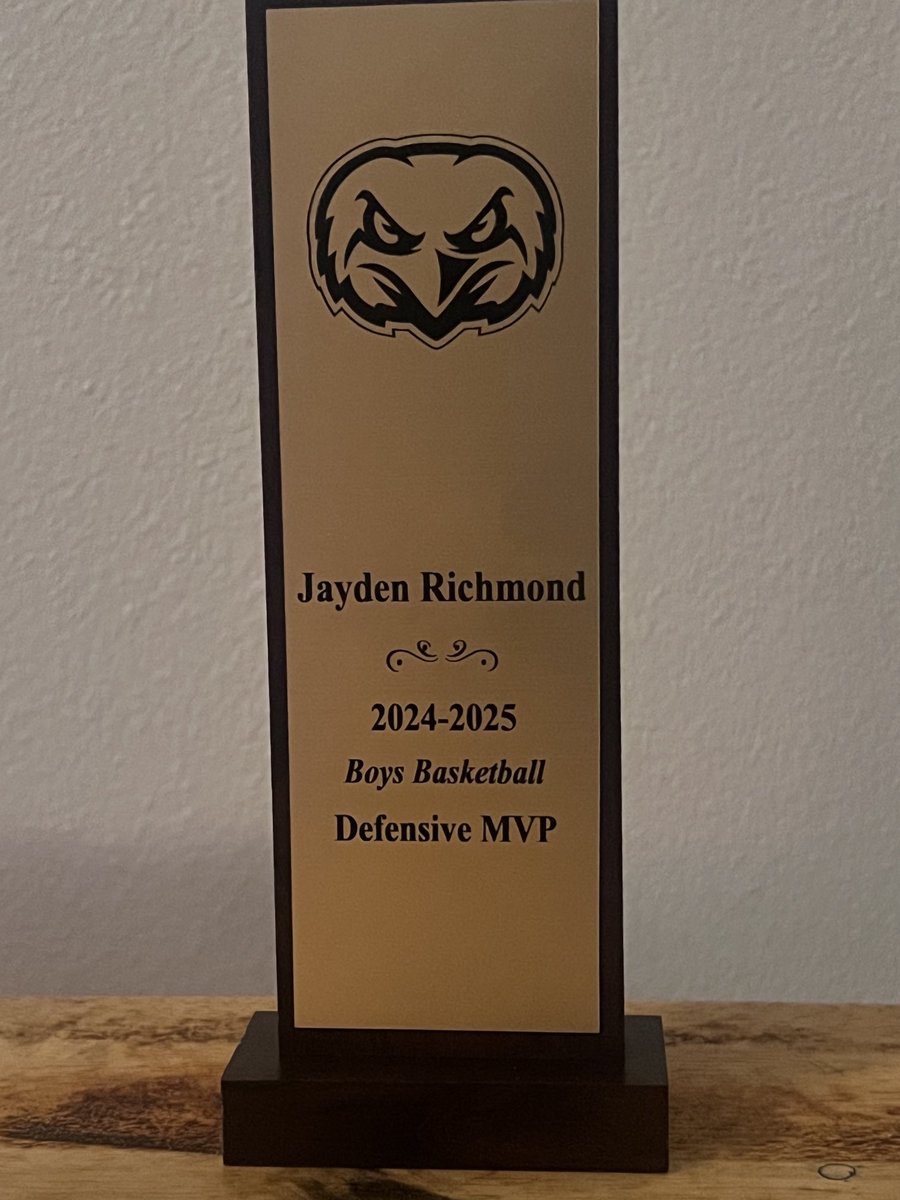 Jayden Richmond
2024-2025
Boys Basketball
Defensive MVP